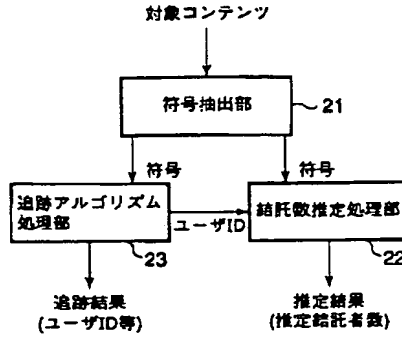 対象コンテンツ
符号抽出部
21
符号
符号
追跡アルゴリズム
処理部
ユーザID
結託数推定処理部
23
22
追跡結果
(ユーザID等)
推定結果
(推定結託者数)